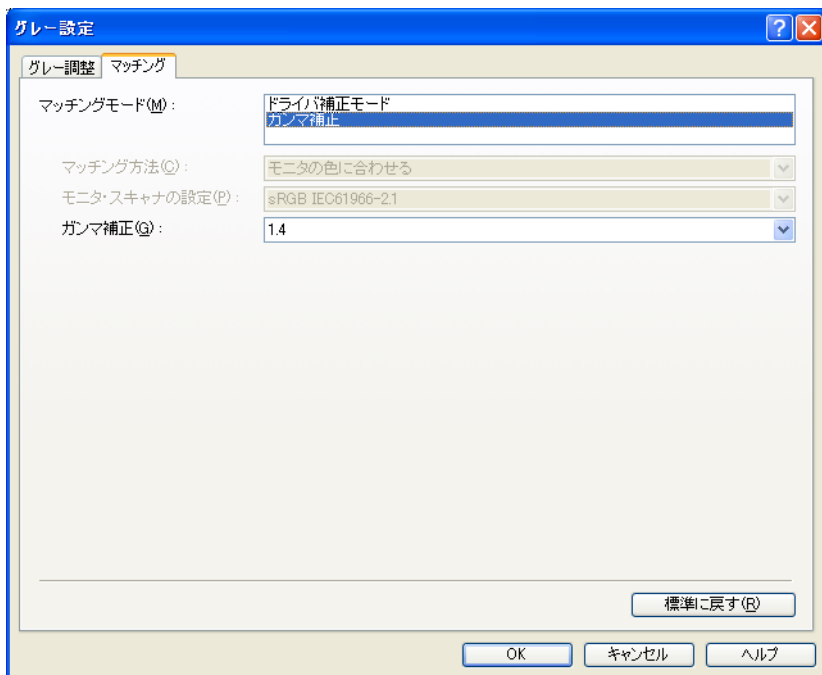 グレー設定
グレー調整 マッチング
マッチングモード(M):
ドライバ補正モード
ガンマ補正
マッチング方法(C): モニタの色に合わせる
モニタ・スキャナの設定(P): sRGB IEC61966-2.1
ガンマ補正(G): 1.4
標準に戻す(R)
OK キャンセル ヘルプ